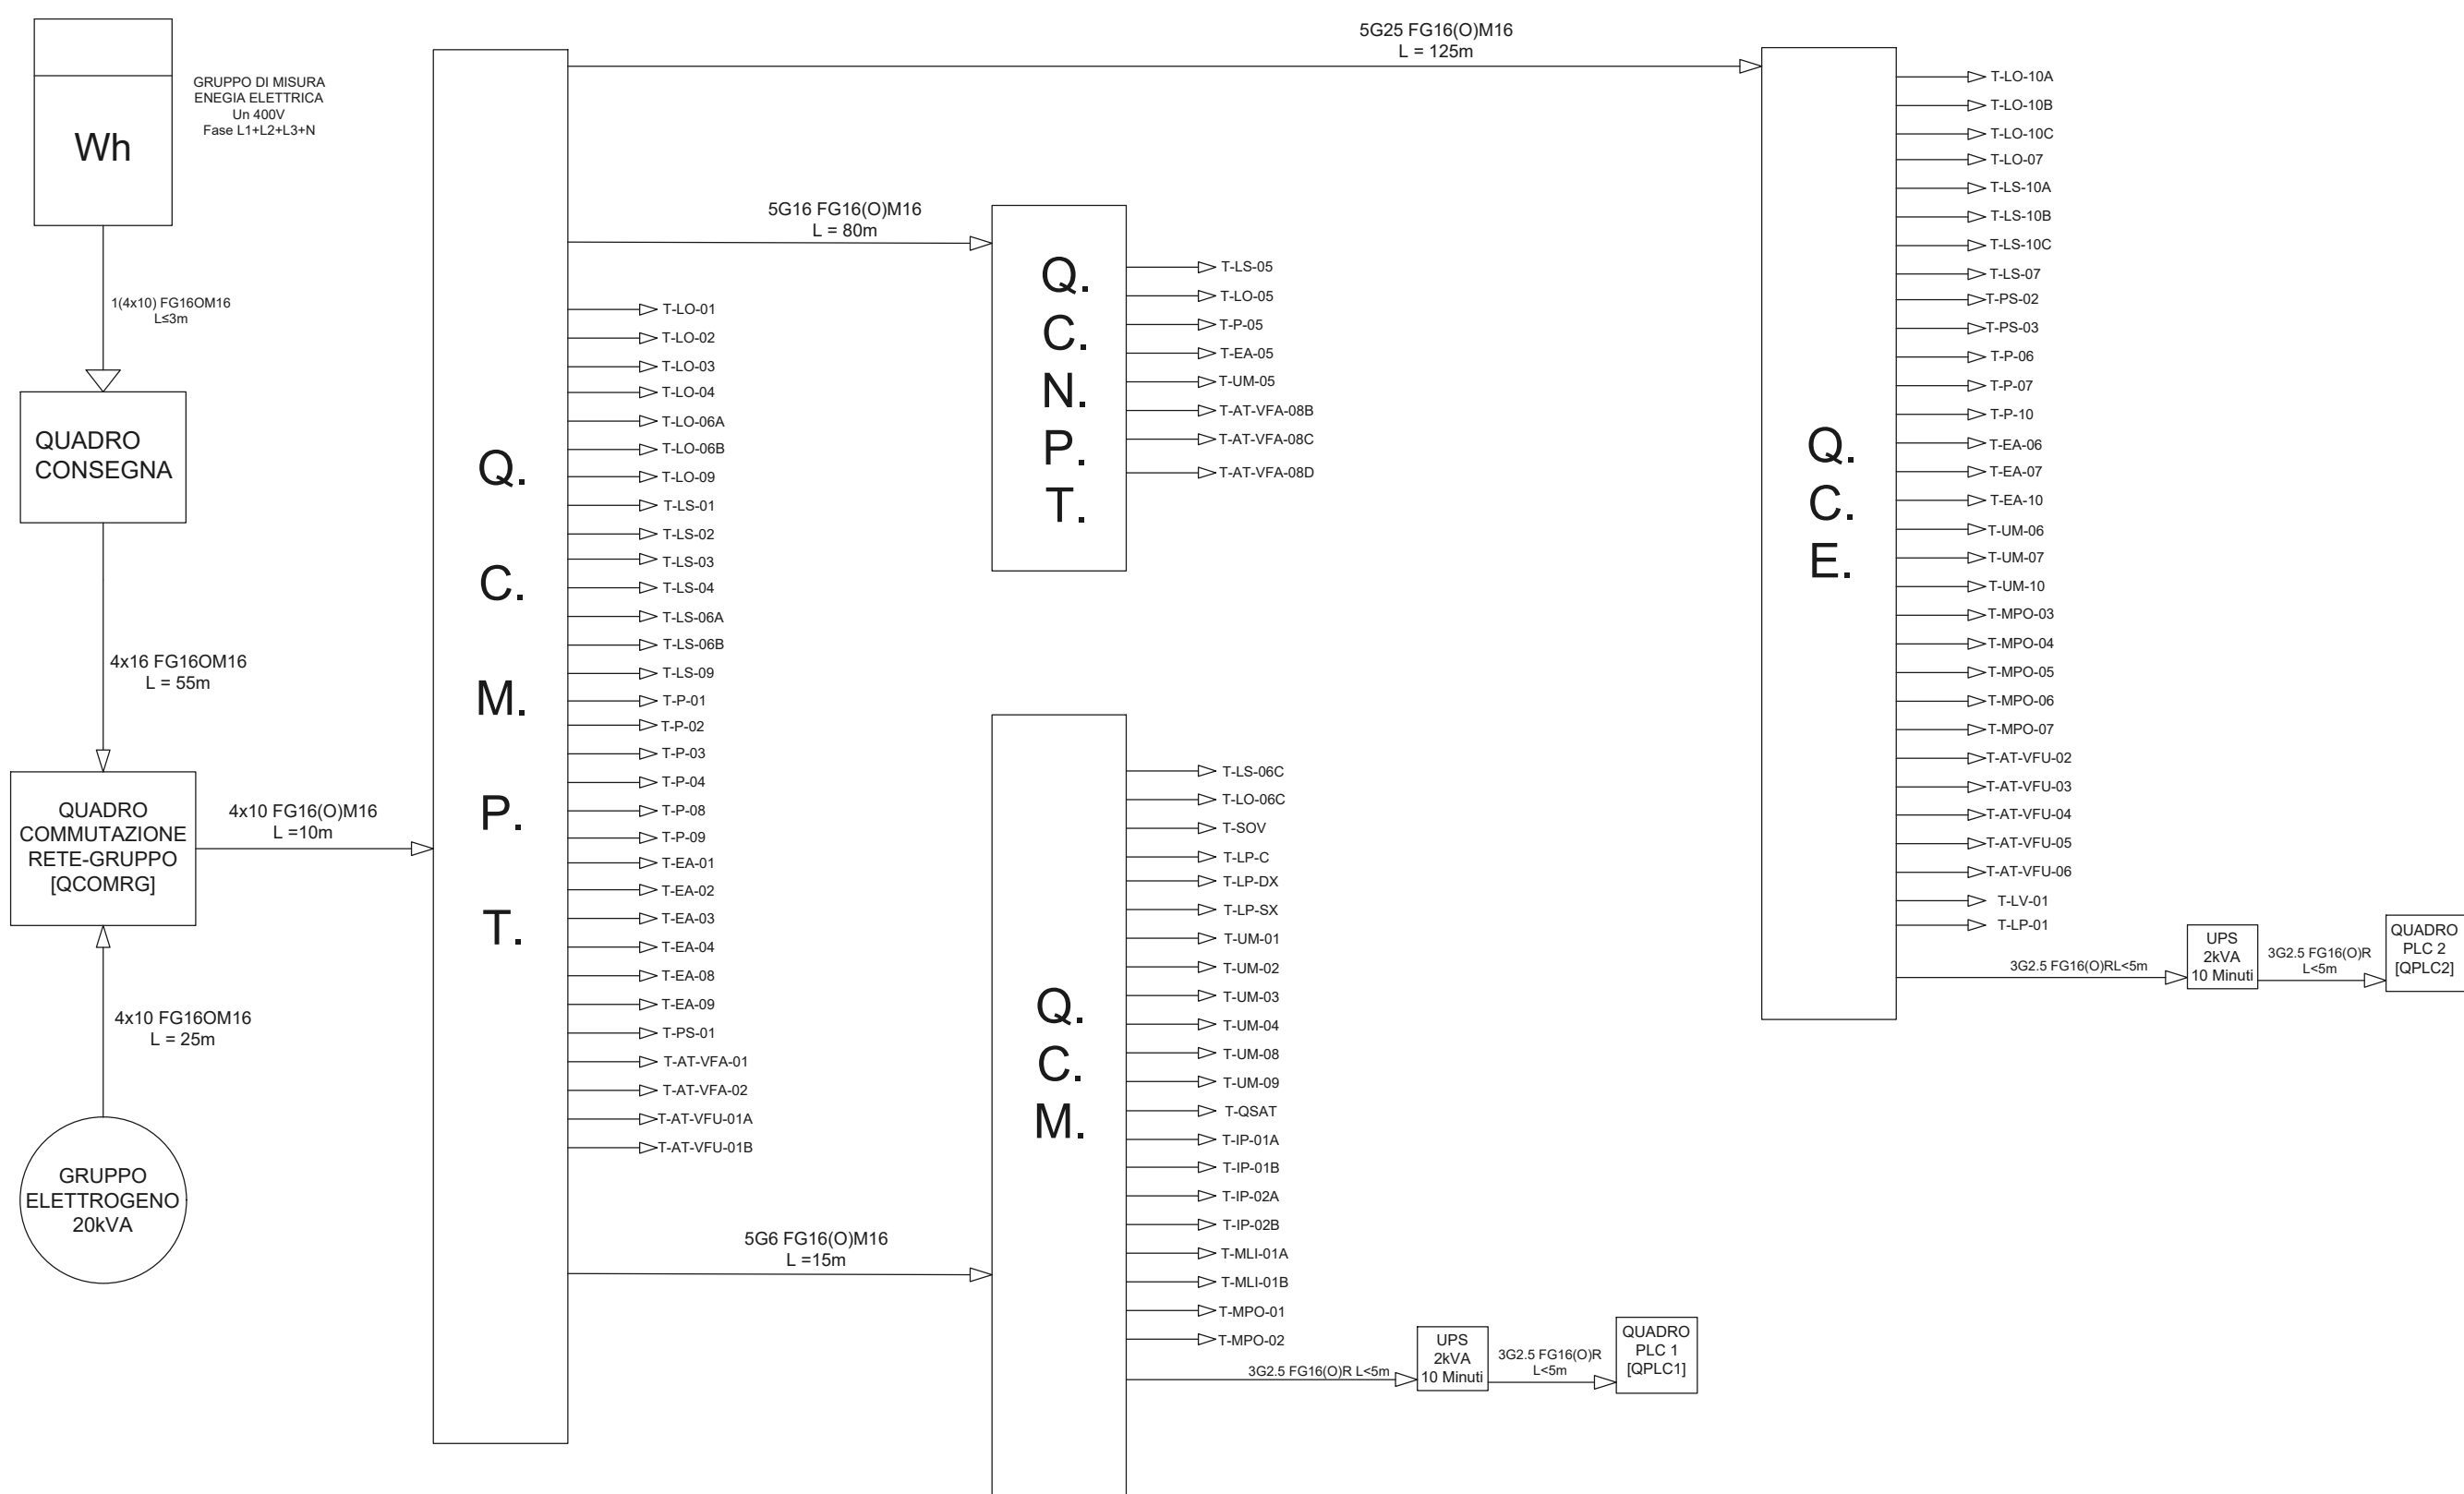 Wh
GRUPPO DI MISURA
ENEGIA ELETTRICA
Un 400V
Fase L1+L2+L3+N
1(4x10) FG16OM16
L≤3m
QUADRO
CONSEGNA
4x16 FG16OM16
L = 55m
QUADRO
COMMUTAZIONE
RETE-GRUPPO
[QCOMRG]
4x10 FG16OM16
L = 25m
GRUPPO
ELETTROGENO
20kVA
4x10 FG16(O)M16
L =10m
Q.
C.
M.
P.
T.
T-LO-01
T-LO-02
T-LO-03
T-LO-04
T-LO-06A
T-LO-06B
T-LO-09
T-LS-01
T-LS-02
T-LS-03
T-LS-04
T-LS-06A
T-LS-06B
T-LS-09
T-P-01
T-P-02
T-P-03
T-P-04
T-P-08
T-P-09
T-EA-01
T-EA-02
T-EA-03
T-EA-04
T-EA-08
T-EA-09
T-PS-01
T-AT-VFA-01
T-AT-VFA-02
T-AT-VFU-01A
T-AT-VFU-01B
5G16 FG16(O)M16
L = 80m
Q.
C.
N.
P.
T.
T-LS-05
T-LO-05
T-P-05
T-EA-05
T-UM-05
T-AT-VFA-08B
T-AT-VFA-08C
T-AT-VFA-08D
5G6 FG16(O)M16
L =15m
Q.
C.
M.
T-LS-06C
T-LO-06C
T-SOV
T-LP-C
T-LP-DX
T-LP-SX
T-UM-01
T-UM-02
T-UM-03
T-UM-04
T-UM-08
T-UM-09
T-QSAT
T-IP-01A
T-IP-01B
T-IP-02A
T-IP-02B
T-MLI-01A
T-MLI-01B
T-MPO-01
T-MPO-02
3G2.5 FG16(O)R L<5m
UPS
2kVA
10 Minuti
3G2.5 FG16(O)R
L<5m
QUADRO
PLC 1
[QPLC1]
5G25 FG16(O)M16
L = 125m
Q.
C.
E.
T-LO-10A
T-LO-10B
T-LO-10C
T-LO-07
T-LS-10A
T-LS-10B
T-LS-10C
T-LS-07
T-PS-02
T-PS-03
T-P-06
T-P-07
T-P-10
T-EA-06
T-EA-07
T-EA-10
T-UM-06
T-UM-07
T-UM-10
T-MPO-03
T-MPO-04
T-MPO-05
T-MPO-06
T-MPO-07
T-AT-VFU-02
T-AT-VFU-03
T-AT-VFU-04
T-AT-VFU-05
T-AT-VFU-06
T-LV-01
T-LP-01
3G2.5 FG16(O)RL<5m
UPS
2kVA
10 Minuti
3G2.5 FG16(O)R
L<5m
QUADRO
PLC 2
[QPLC2]